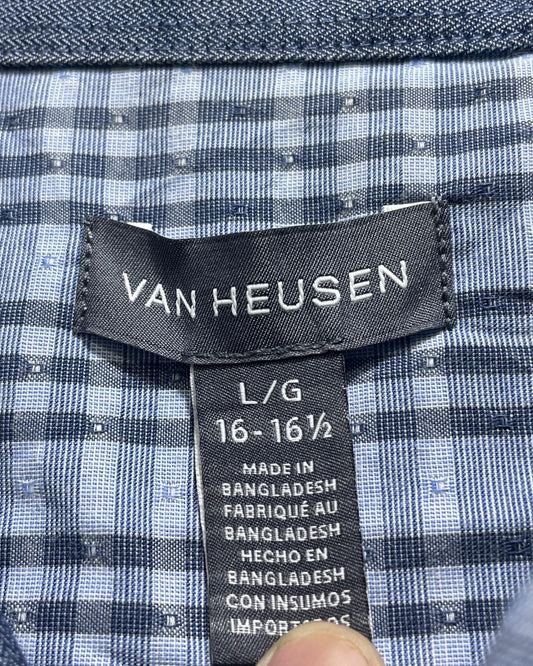 VAN HEUSEN
L/G
16-16½
MADE IN
BANGLADESH
FABRIQUÉ AU
BANGLADESH
HECHO EN
BANGLADESH
CON INSUMOS